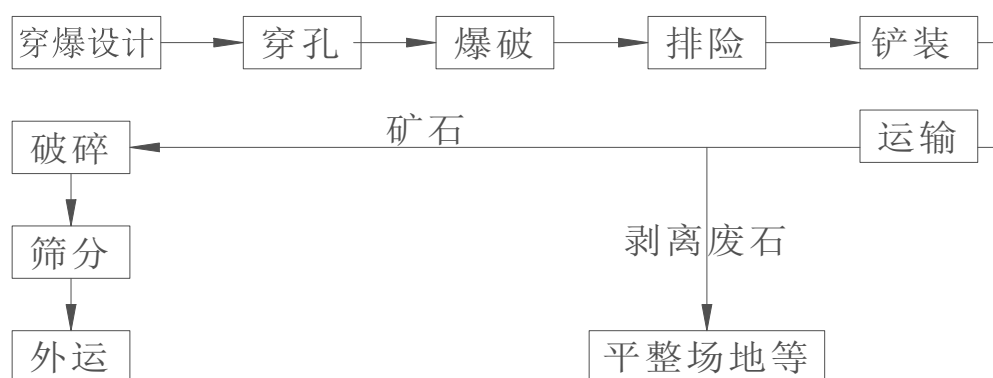 穿爆设计 穿孔 爆破 排险 铲装
矿石
破碎 运输
剥离废石
筛分
外运 平整场地等